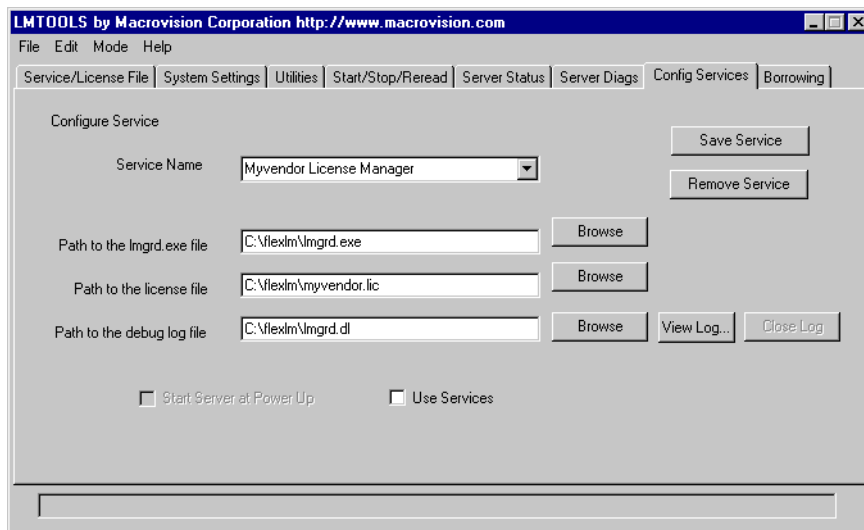 LMTOOLS by Macrovision Corporation http://www.macrovision.com
File Edit Mode Help
Service/License File System Settings Utilities Start/Stop/Reread Server Status Server Diags Config Services Borrowing
Configure Service
Save Service
Service Name Myvendor License Manager
Remove Service
Path to the lmgrd.exe file C:\flexlm\lmgrd.exe Browse
Path to the license file C:\flexlm\myvendor.lic Browse
Path to the debug log file C:\flexlm\lmgrd.dl Browse View Log... Close Log
Start Server at Power Up Use Services